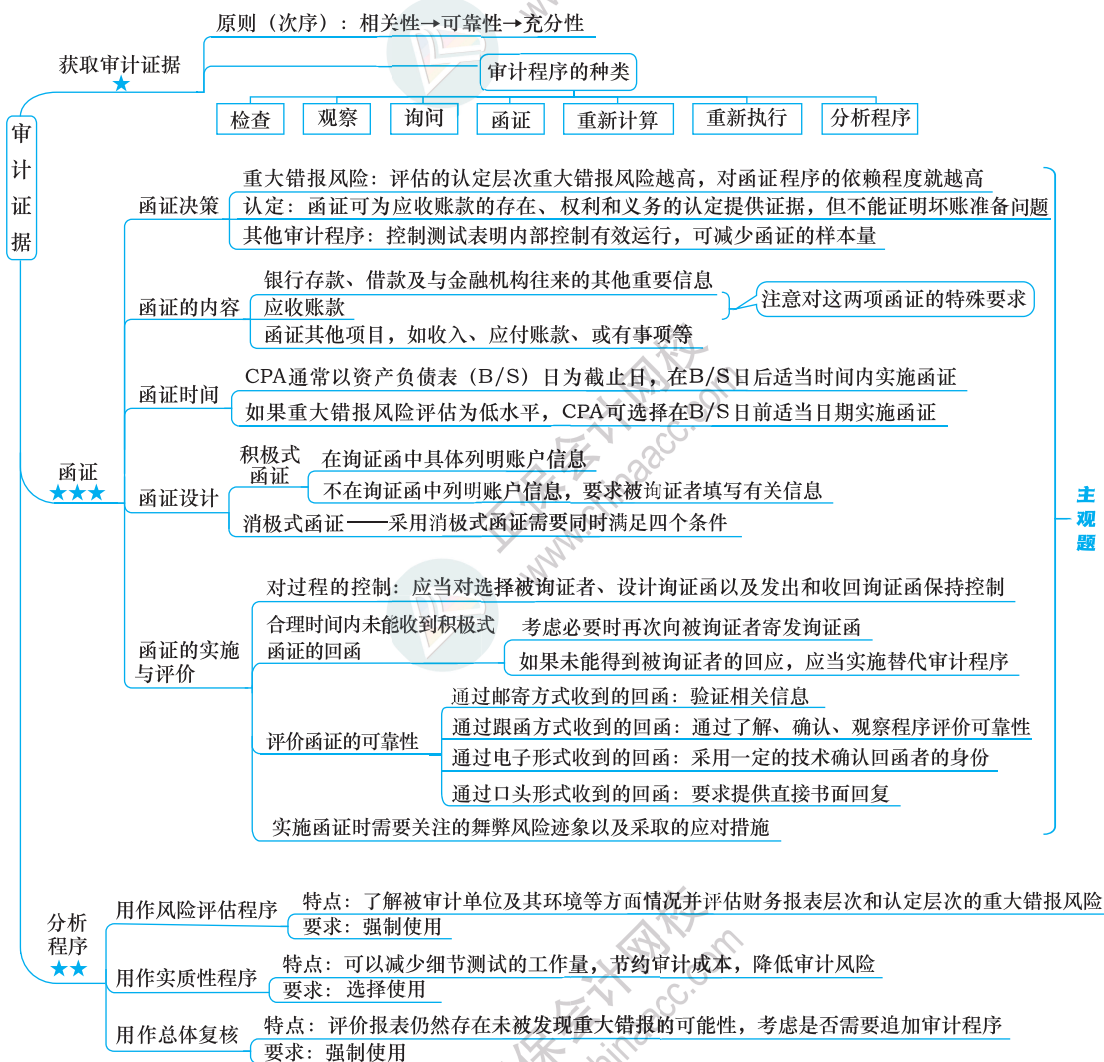 原则（次序）：相关性→可靠性→充分性
获取审计证据
★
审计程序的种类
检查
观察
询问
函证
重新计算
重新执行
分析程序
审计证据
重大错报风险：评估的认定层次重大错报风险越高，对函证程序的依赖程度就越高
函证决策
认定：函证可为应收账款的存在、权利和义务的认定提供证据，但不能证明坏账准备问题
其他审计程序：控制测试表明内部控制有效运行，可减少函证的样本量
银行存款、借款及与金融机构往来的其他重要信息
函证的内容
应收账款
注意对这两项函证的特殊要求
函证其他项目，如收入、应付账款、或有事项等
CPA通常以资产负债表（B/S）日为截止日，在B/S日后适当时间内实施函证
函证时间
如果重大错报风险评估为低水平，CPA可选择在B/S日前适当日期实施函证
函证
★★★
函证设计
积极式
函证
在询证函中具体列明账户信息
不在询证函中列明账户信息，要求被询证者填写有关信息
消极式函证——采用消极式函证需要同时满足四个条件
主观题
对过程的控制：应当对选择被询证者、设计询证函以及发出和收回询证函保持控制
函证的实施
与评价
合理时间内未能收到积极式
函证的回函
考虑必要时再次向被询证者寄发询证函
如果未能得到被询证者的回应，应当实施替代审计程序
评价函证的可靠性
通过邮寄方式收到的回函：验证相关信息
通过跟函方式收到的回函：通过了解、确认、观察程序评价可靠性
通过电子形式收到的回函：采用一定的技术确认回函者的身份
通过口头形式收到的回函：要求提供直接书面回复
实施函证时需要关注的舞弊风险迹象以及采取的应对措施
分析
程序
★★
用作风险评估程序
特点：了解被审计单位及其环境等方面情况并评估财务报表层次和认定层次的重大错报风险
要求：强制使用
用作实质性程序
特点：可以减少细节测试的工作量，节约审计成本，降低审计风险
要求：选择使用
用作总体复核
特点：评价报表仍然存在未被发现重大错报的可能性，考虑是否需要追加审计程序
要求：强制使用
正保会计网校
www.chinaacc.com